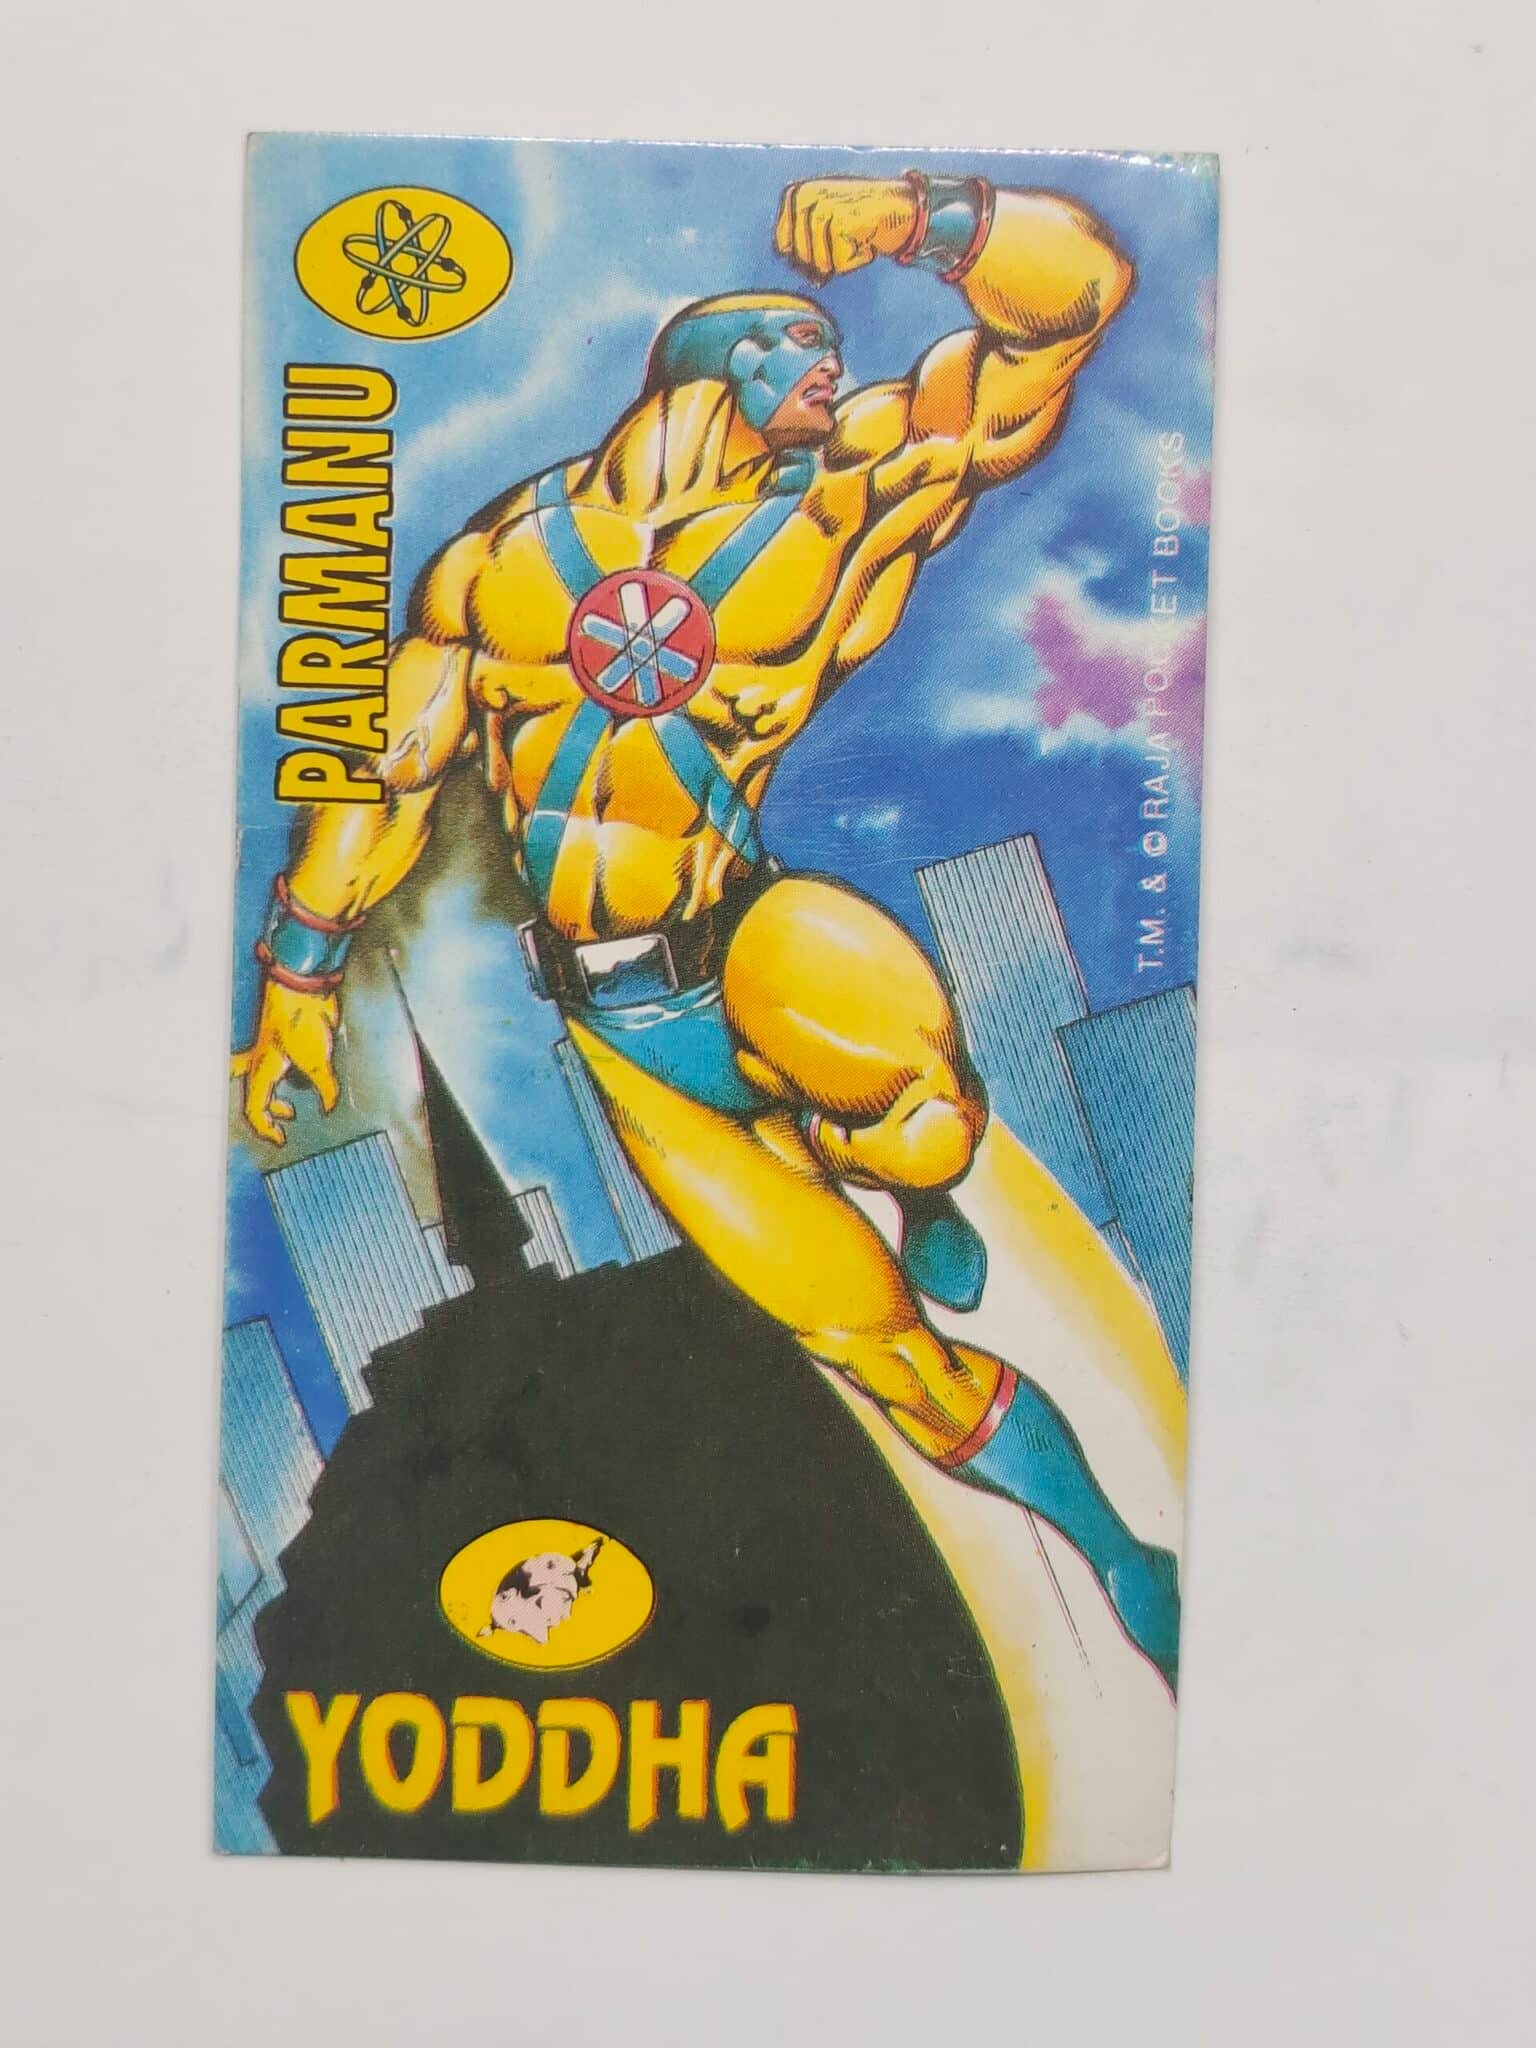 PARMANU
T.M. & © RAJA POCKET BOOKS
YODDHA